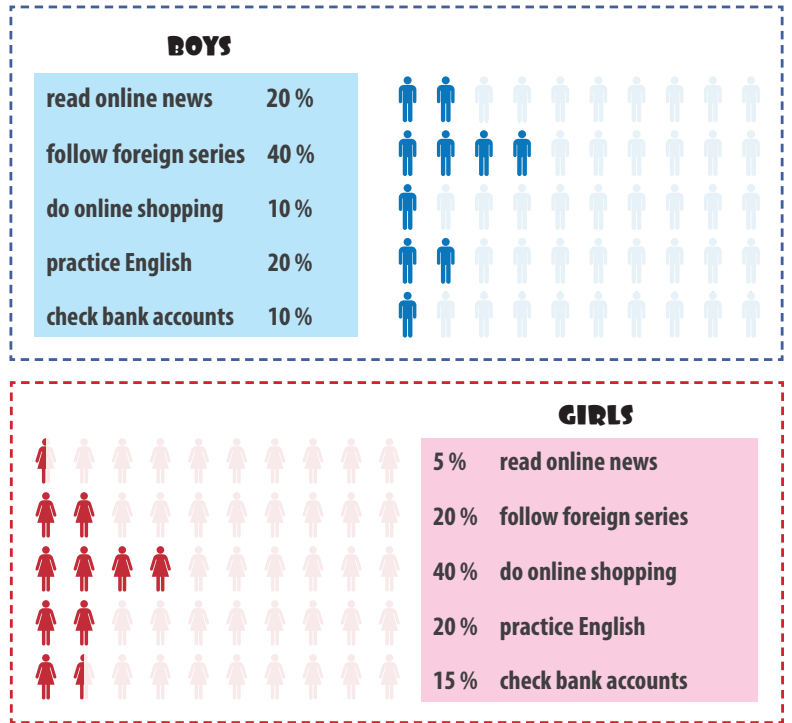 BOYS
read online news 20 %
follow foreign series 40 %
do online shopping 10 %
practice English 20 %
check bank accounts 10 %
GIRLS
5 % read online news
20 % follow foreign series
40 % do online shopping
20 % practice English
15 % check bank accounts